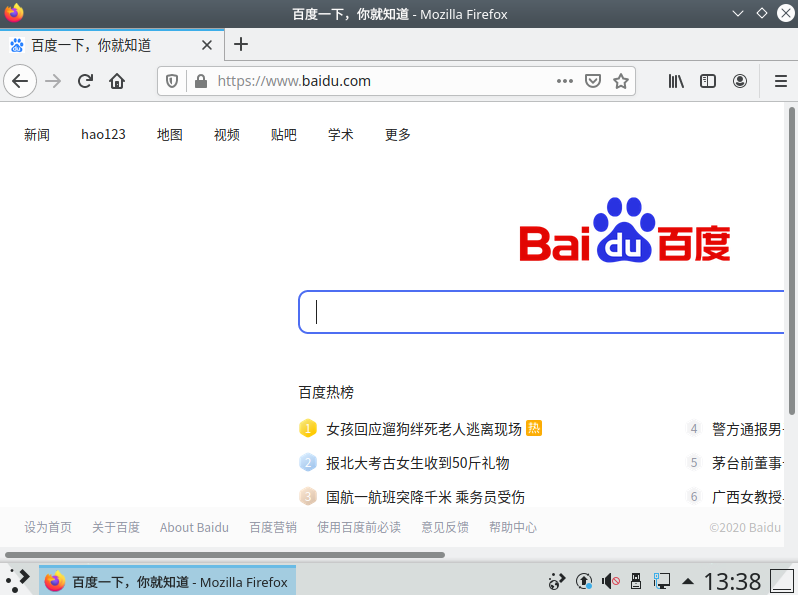 百度一下，你就知道 - Mozilla Firefox
百度一下，你就知道
https://www.baidu.com
新闻 hao123 地图 视频 贴吧 学术 更多
Bai du 百度
百度热榜
1 女孩回应遛狗绊死老人逃离现场 热
4 警方通报男
2 报北大考古女生收到50斤礼物
5 茅台前董事
3 国航一航班突降千米 乘务员受伤
6 广西女教授
设为首页 关于百度 About Baidu 百度营销 使用百度前必读 意见反馈 帮助中心 ©2020 Baidu
百度一下，你就知道 - Mozilla Firefox 13:38